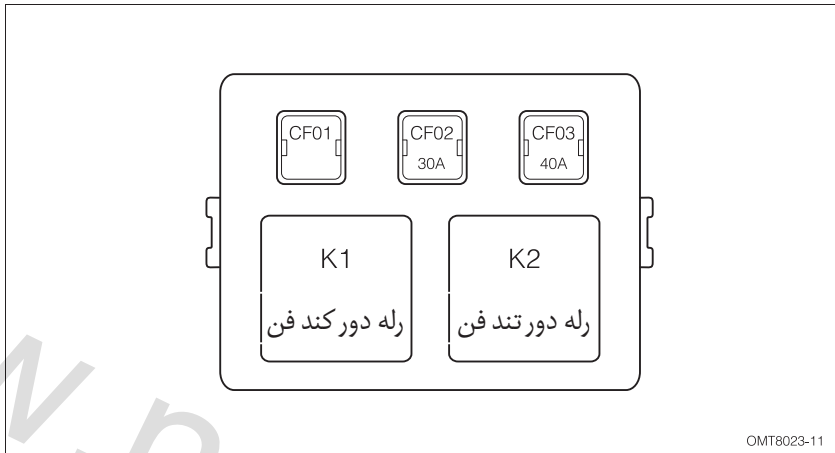 CF01
CF02
30A
CF03
40A
K1
رله دور کند فن
K2
رله دور تند فن
OMT8023-11